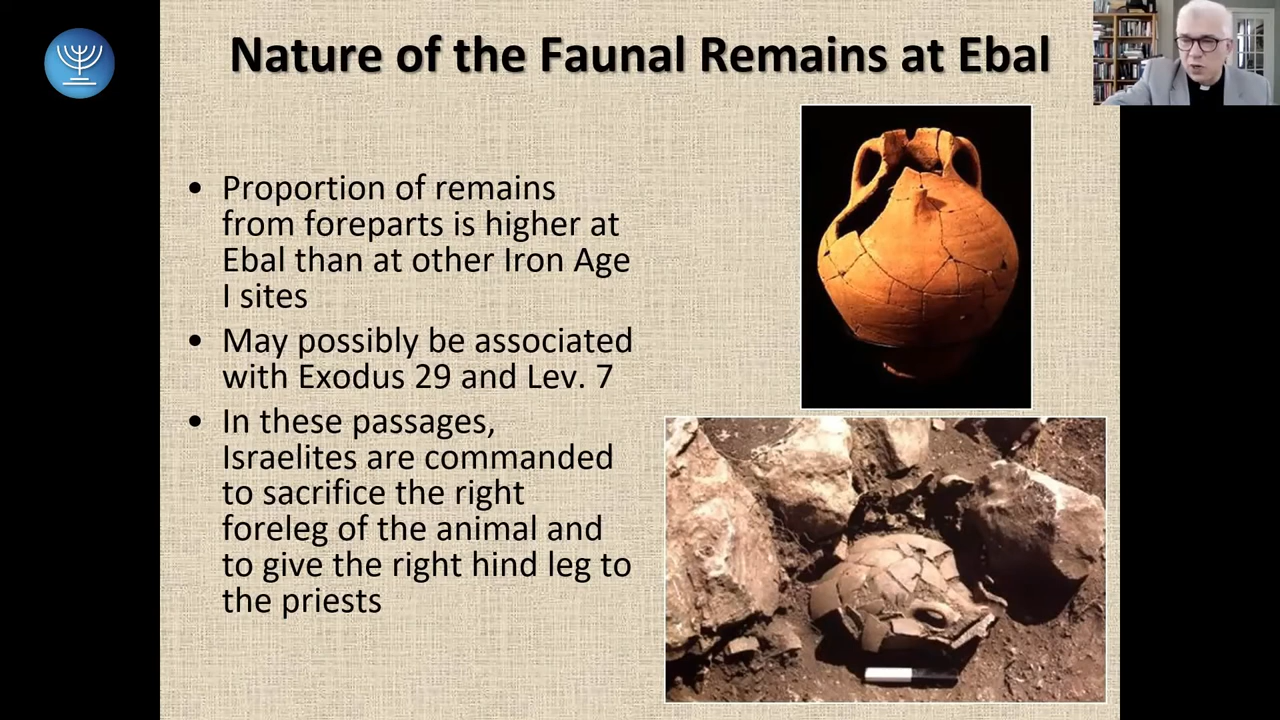 Nature of the Faunal Remains at Ebal
• Proportion of remains
from foreparts is higher at
Ebal than at other Iron Age
I sites
• May possibly be associated
with Exodus 29 and Lev. 7
• In these passages,
Israelites are commanded
to sacrifice the right
foreleg of the animal and
to give the right hind leg to
the priests